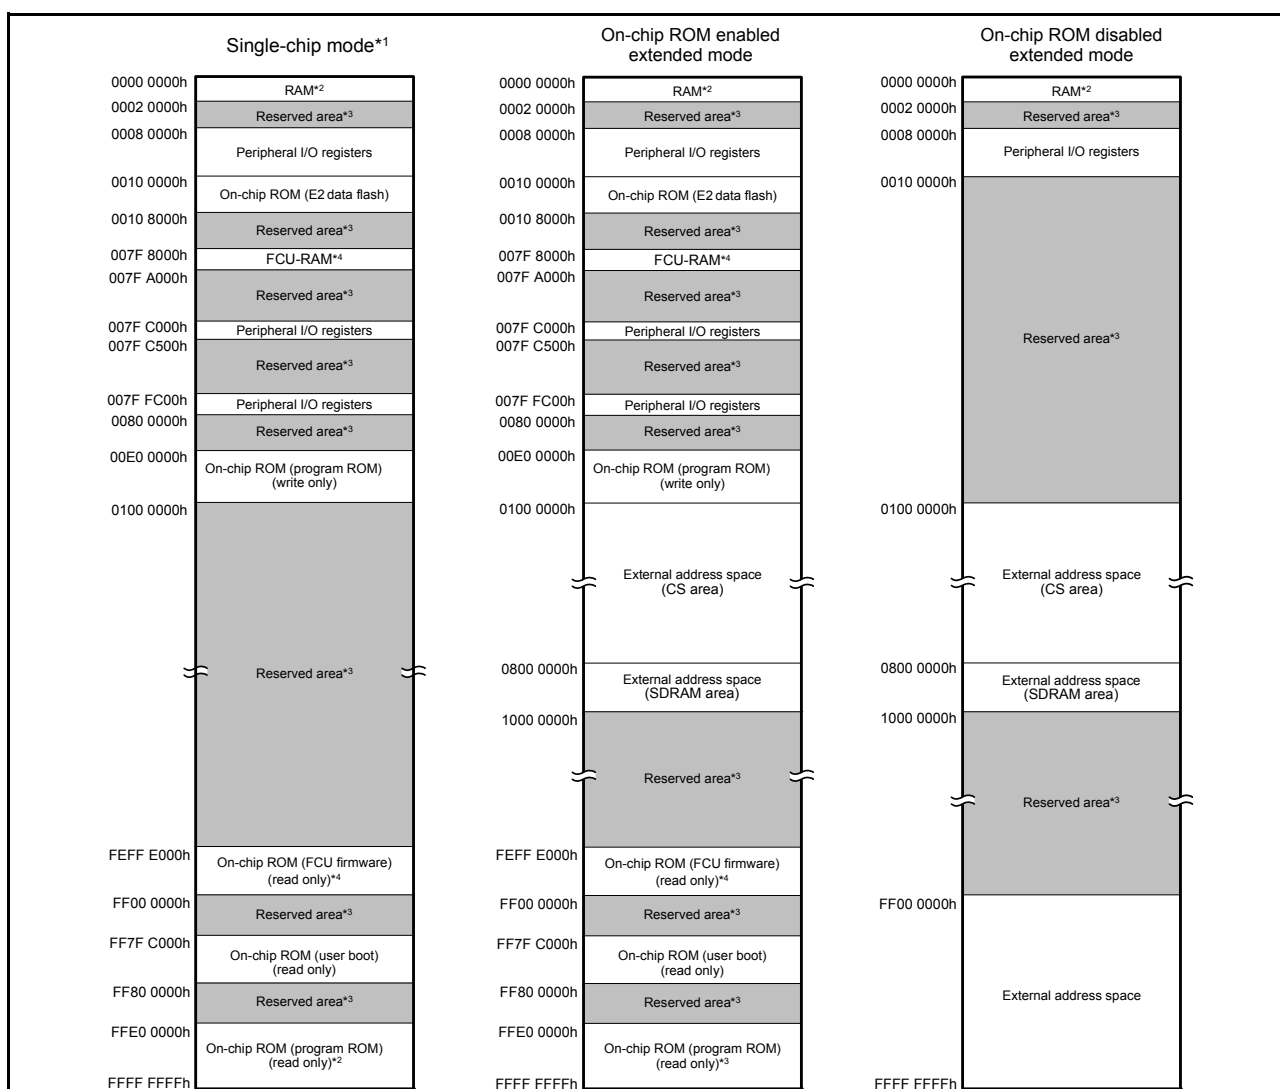 Single-chip mode*1
0000 0000h
RAM*2
0002 0000h
Reserved area*3
0008 0000h
Peripheral I/O registers
0010 0000h
On-chip ROM (E2 data flash)
0010 8000h
Reserved area*3
007F 8000h
FCU-RAM*4
007F A000h
Reserved area*3
007F C000h
Peripheral I/O registers
007F C500h
Reserved area*3
007F FC00h
Peripheral I/O registers
0080 0000h
Reserved area*3
00E0 0000h
On-chip ROM (program ROM)
(write only)
0100 0000h
Reserved area*3
FEFF E000h
On-chip ROM (FCU firmware)
(read only)*4
FF00 0000h
Reserved area*3
FF7F C000h
On-chip ROM (user boot)
(read only)
FF80 0000h
Reserved area*3
FFE0 0000h
On-chip ROM (program ROM)
(read only)*2
FFFF FFFFh
On-chip ROM enabled
extended mode
0000 0000h
RAM*2
0002 0000h
Reserved area*3
0008 0000h
Peripheral I/O registers
0010 0000h
On-chip ROM (E2 data flash)
0010 8000h
Reserved area*3
007F 8000h
FCU-RAM*4
007F A000h
Reserved area*3
007F C000h
Peripheral I/O registers
007F C500h
Reserved area*3
007F FC00h
Peripheral I/O registers
0080 0000h
Reserved area*3
00E0 0000h
On-chip ROM (program ROM)
(write only)
0100 0000h
External address space
(CS area)
0800 0000h
External address space
(SDRAM area)
1000 0000h
Reserved area*3
FEFF E000h
On-chip ROM (FCU firmware)
(read only)*4
FF00 0000h
Reserved area*3
FF7F C000h
On-chip ROM (user boot)
(read only)
FF80 0000h
Reserved area*3
FFE0 0000h
On-chip ROM (program ROM)
(read only)*3
FFFF FFFFh
On-chip ROM disabled
extended mode
0000 0000h
RAM*2
0002 0000h
Reserved area*3
0008 0000h
Peripheral I/O registers
0010 0000h
Reserved area*3
0100 0000h
External address space
(CS area)
0800 0000h
External address space
(SDRAM area)
1000 0000h
Reserved area*3
FF00 0000h
External address space
FFFF FFFFh